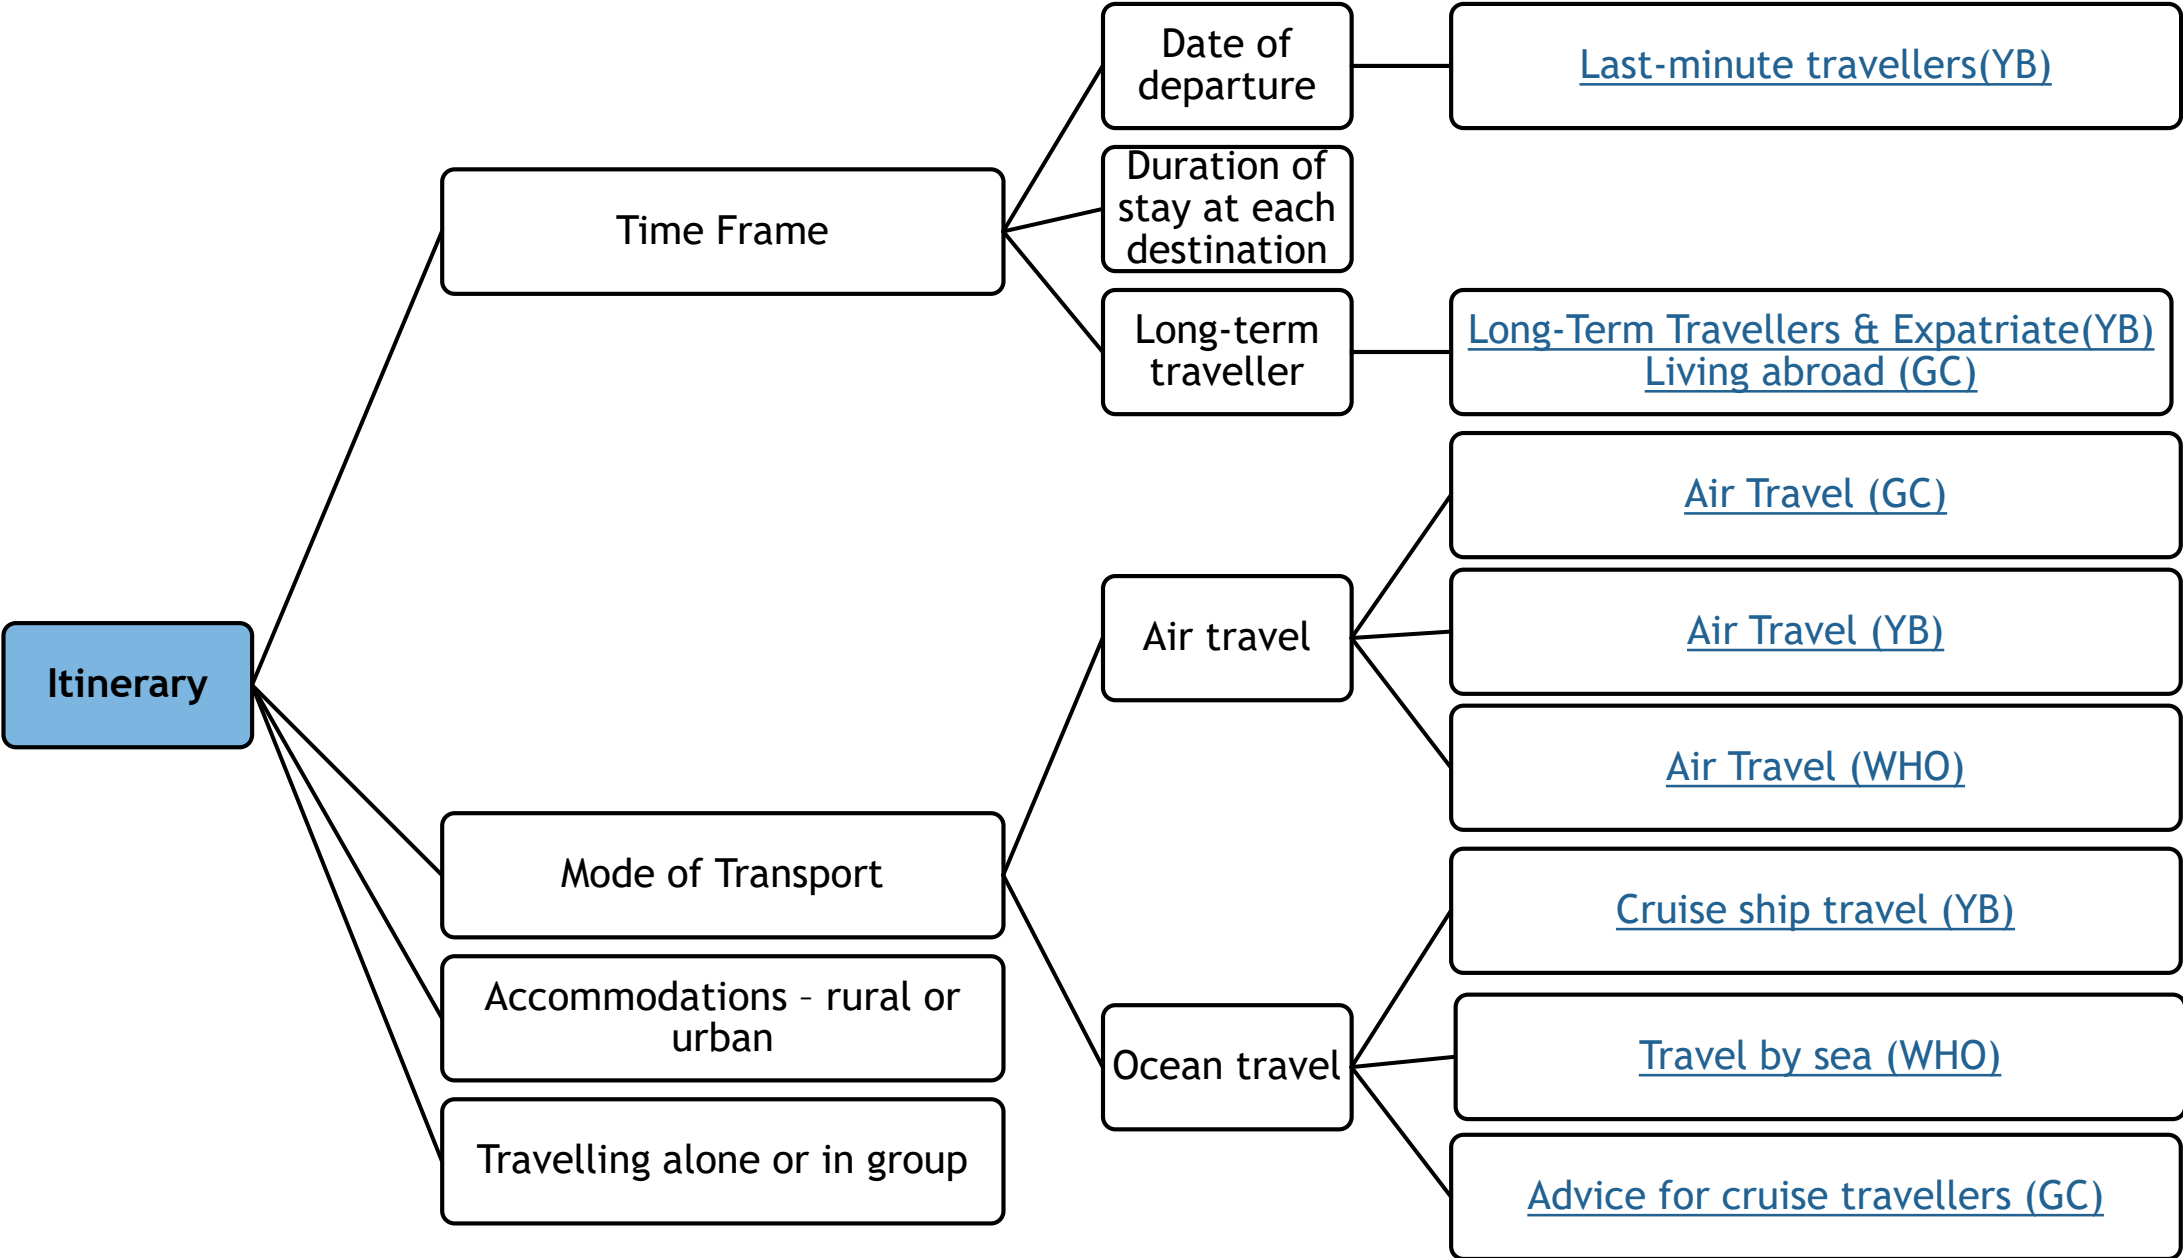 Date of
departure
Last-minute travellers(YB)
Duration of
stay at each
destination
Time Frame
Long-term
traveller
Long-Term Travellers & Expatriate(YB)
Living abroad (GC)
Air Travel (GC)
Air travel
Air Travel (YB)
Air Travel (WHO)
Itinerary
Mode of Transport
Cruise ship travel (YB)
Accommodations – rural or
urban
Ocean travel
Travel by sea (WHO)
Travelling alone or in group
Advice for cruise travellers (GC)